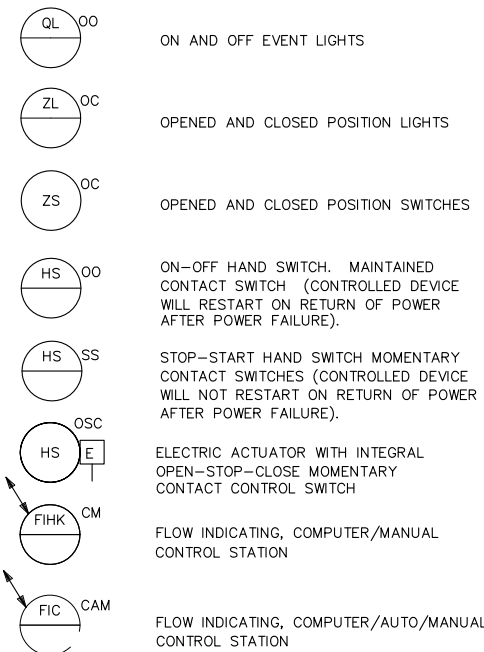 QL OO
ON AND OFF EVENT LIGHTS
ZL OC
OPENED AND CLOSED POSITION LIGHTS
ZS OC
OPENED AND CLOSED POSITION SWITCHES
HS OO
ON-OFF HAND SWITCH. MAINTAINED
CONTACT SWITCH (CONTROLLED DEVICE
WILL RESTART ON RETURN OF POWER
AFTER POWER FAILURE).
HS SS
STOP-START HAND SWITCH MOMENTARY
CONTACT SWITCHES (CONTROLLED DEVICE
WILL NOT RESTART ON RETURN OF POWER
AFTER POWER FAILURE).
OSC
HS E
ELECTRIC ACTUATOR WITH INTEGRAL
OPEN-STOP-CLOSE MOMENTARY
CONTACT CONTROL SWITCH
FIHK CM
FLOW INDICATING, COMPUTER/MANUAL
CONTROL STATION
FIC CAM
FLOW INDICATING, COMPUTER/AUTO/MANUAL
CONTROL STATION